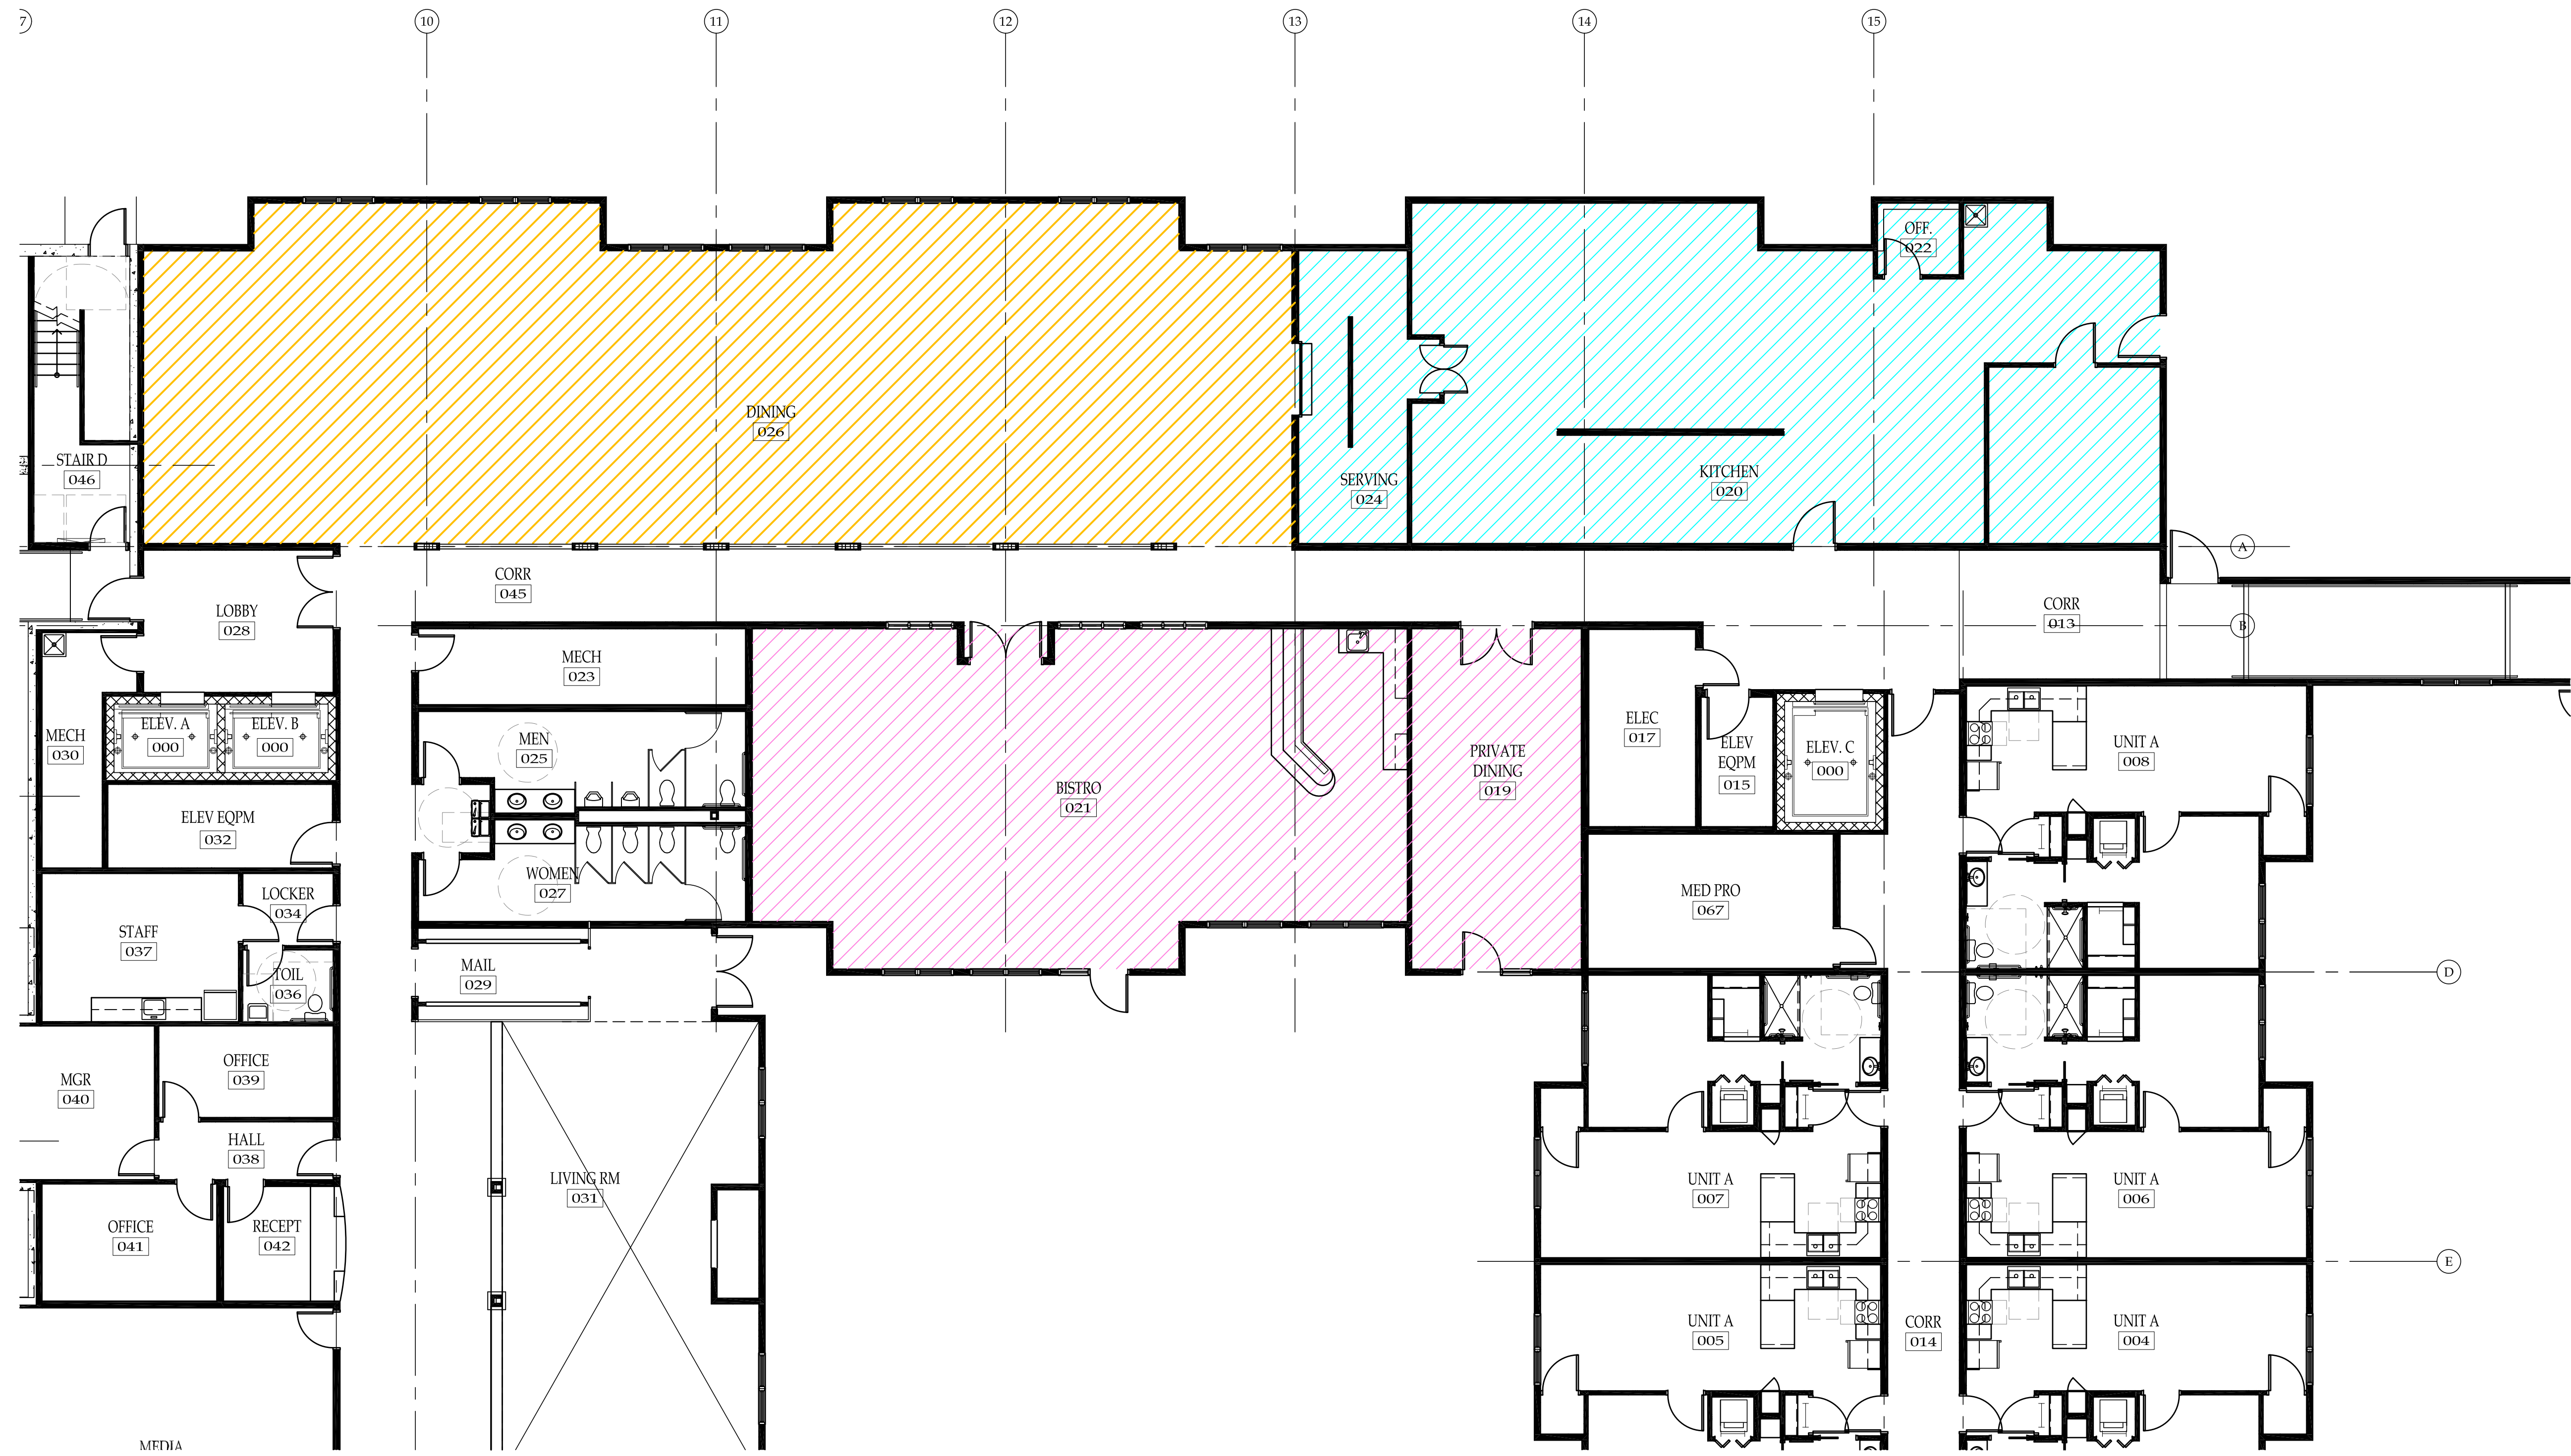 7
10
11
12
13
14
15
OFF.
022
DINING
026
STAIR D
046
SERVING
024
KITCHEN
020
A
CORR
045
LOBBY
028
CORR
013
B
MECH
023
MECH
030
ELEV. A
000
ELEV. B
000
MEN
025
ELEC
017
ELEV
EQPM
015
ELEV. C
000
UNIT A
008
PRIVATE
DINING
019
BISTRO
021
ELEV EQPM
032
WOMEN
027
LOCKER
034
MED PRO
067
STAFF
037
MAIL
029
TOIL
036
D
OFFICE
039
MGR
040
HALL
038
LIVING RM
031
UNIT A
007
UNIT A
006
OFFICE
041
RECEPT
042
E
UNIT A
005
CORR
014
UNIT A
004
MEDIA